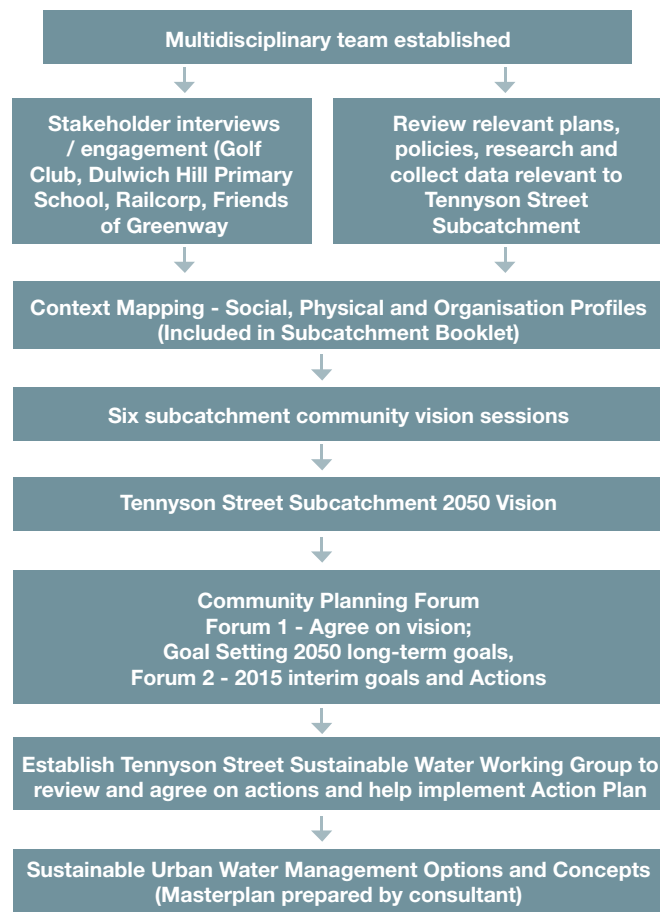 Multidisciplinary team established
Stakeholder interviews
/ engagement (Golf
Club, Dulwich Hill Primary
School, Railcorp, Friends
of Greenway
Review relevant plans,
policies, research and
collect data relevant to
Tennyson Street
Subcatchment
Context Mapping - Social, Physical and Organisation Profiles
(Included in Subcatchment Booklet)
Six subcatchment community vision sessions
Tennyson Street Subcatchment 2050 Vision
Community Planning Forum
Forum 1 - Agree on vision;
Goal Setting 2050 long-term goals,
Forum 2 - 2015 interim goals and Actions
Establish Tennyson Street Sustainable Water Working Group to
review and agree on actions and help implement Action Plan
Sustainable Urban Water Management Options and Concepts
(Masterplan prepared by consultant)